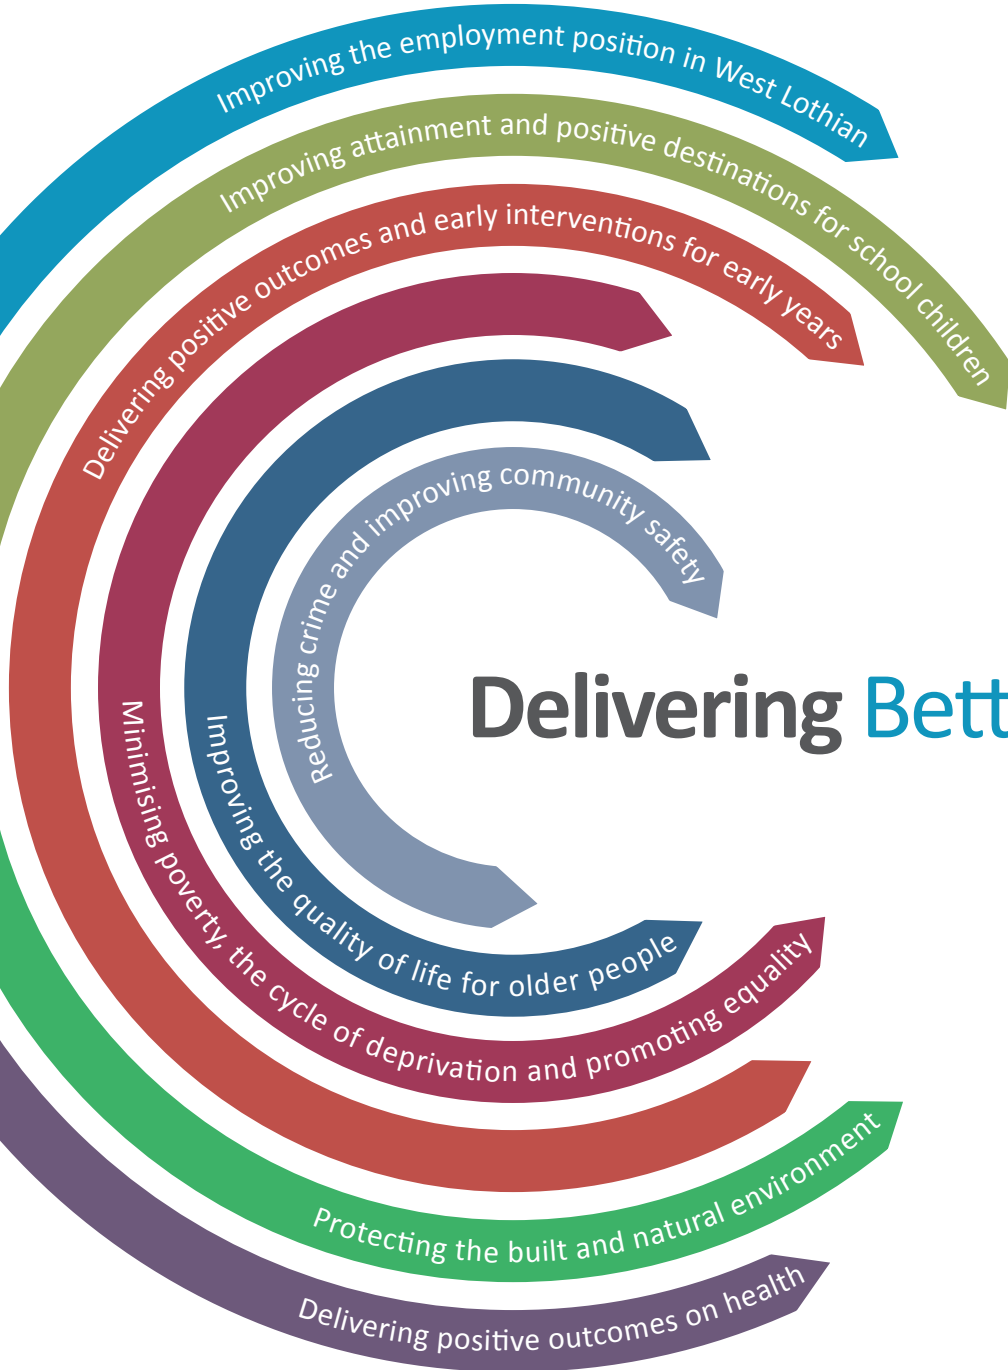 Improving the employment position in West Lothian
Improving attainment and positive destinations for school children
Delivering positive outcomes and early interventions for early years
Reducing crime and improving community safety
Delivering Bett
Improving the quality of life for older people
Minimising poverty, the cycle of deprivation and promoting equality
Protecting the built and natural environment
Delivering positive outcomes on health